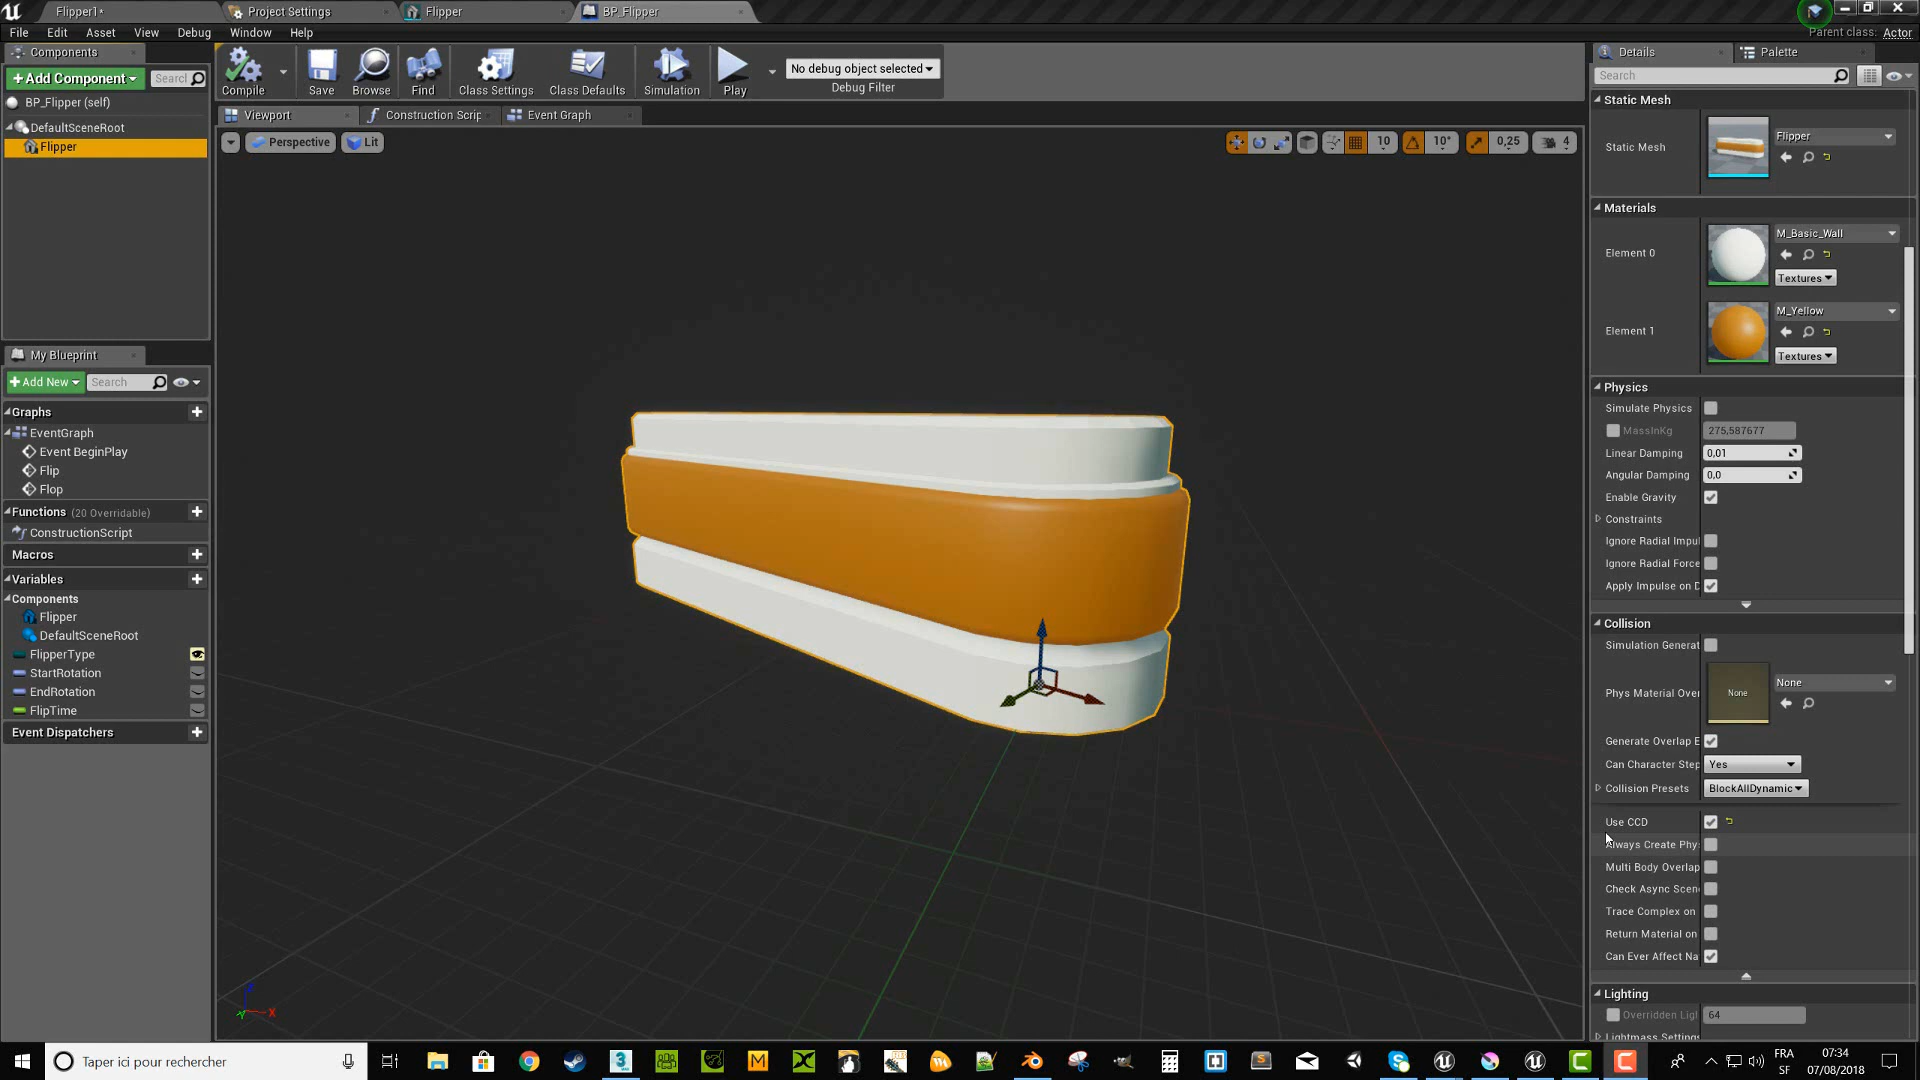 Flipper1*
Project Settings
Flipper
BP_Flipper
File Edit Asset View Debug Window Help
Parent class: Actor
Components
+Add Component
Searcl
BP_Flipper (self)
DefaultSceneRoot
Flipper
Compile
Save
Browse
Find
Class Settings
Class Defaults
Simulation
Play
No debug object selected
Debug Filter
Viewport
Construction Scrip
Event Graph
Perspective
Lit
10
10°
0,25
4
My Blueprint
+Add New
Search
Graphs
EventGraph
Event BeginPlay
Flip
Flop
Functions (20 Overridable)
ConstructionScript
Macros
Variables
Components
Flipper
DefaultSceneRoot
FlipperType
StartRotation
EndRotation
FlipTime
Event Dispatchers
X
Details
Palette
Search
Static Mesh
Static Mesh
Flipper
Materials
Element 0
M_Basic_Wall
Textures
Element 1
M_Yellow
Textures
Physics
Simulate Physics
MassInKg 275,587677
Linear Damping 0,01
Angular Damping 0,0
Enable Gravity
Constraints
Ignore Radial Impul
Ignore Radial Force
Apply Impulse on D
Collision
Simulation Generat
Phys Material Over
None
None
Generate Overlap E
Can Character Step Yes
Collision Presets BlockAllDynamic
Use CCD
Always Create Phy
Multi Body Overlap
Check Async Scen
Trace Complex on
Return Material on
Can Ever Affect Na
Lighting
Overridden Ligl 64
Lightmass Settings
Taper ici pour rechercher
FRA
SF
07:34
07/08/2018